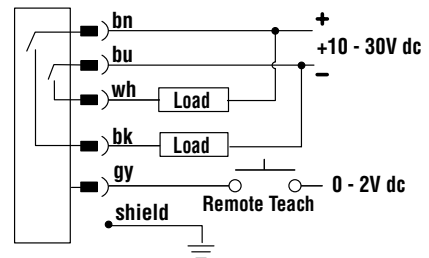 bn
+
+10 - 30V dc
bu
–
wh
Load
bk
Load
gy
0 - 2V dc
Remote Teach
shield